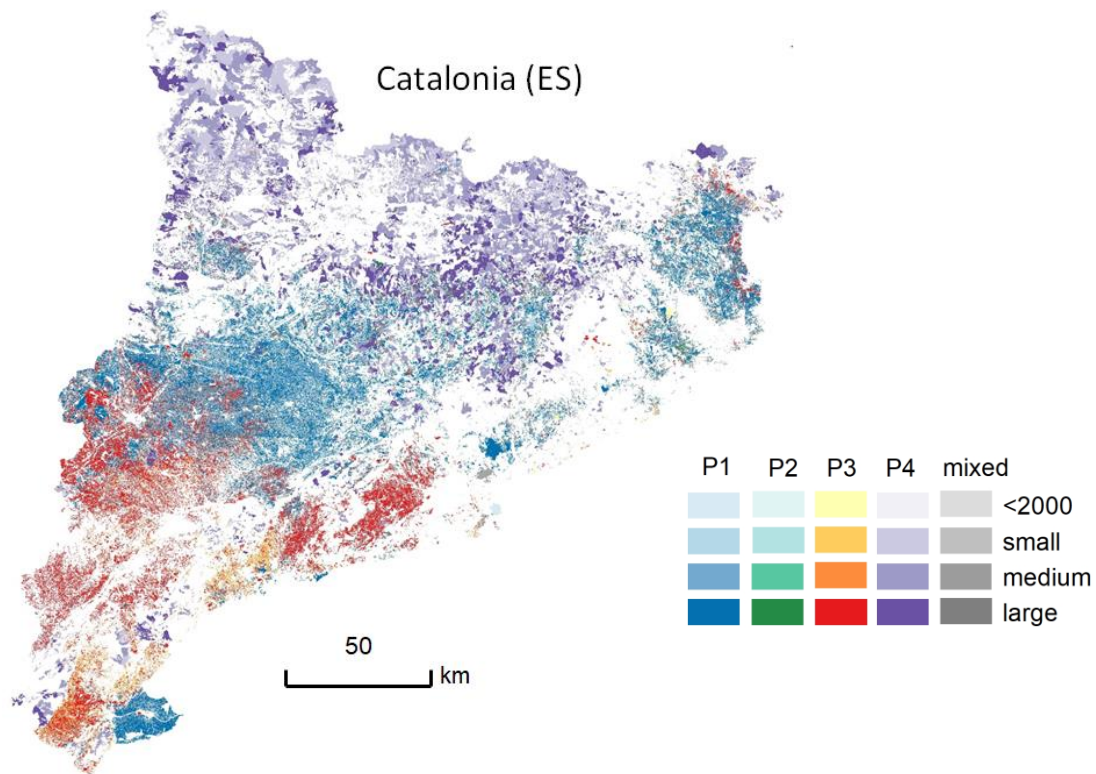 Catalonia (ES)
P1 P2 P3 P4 mixed
<2000
small
medium
large
50
km